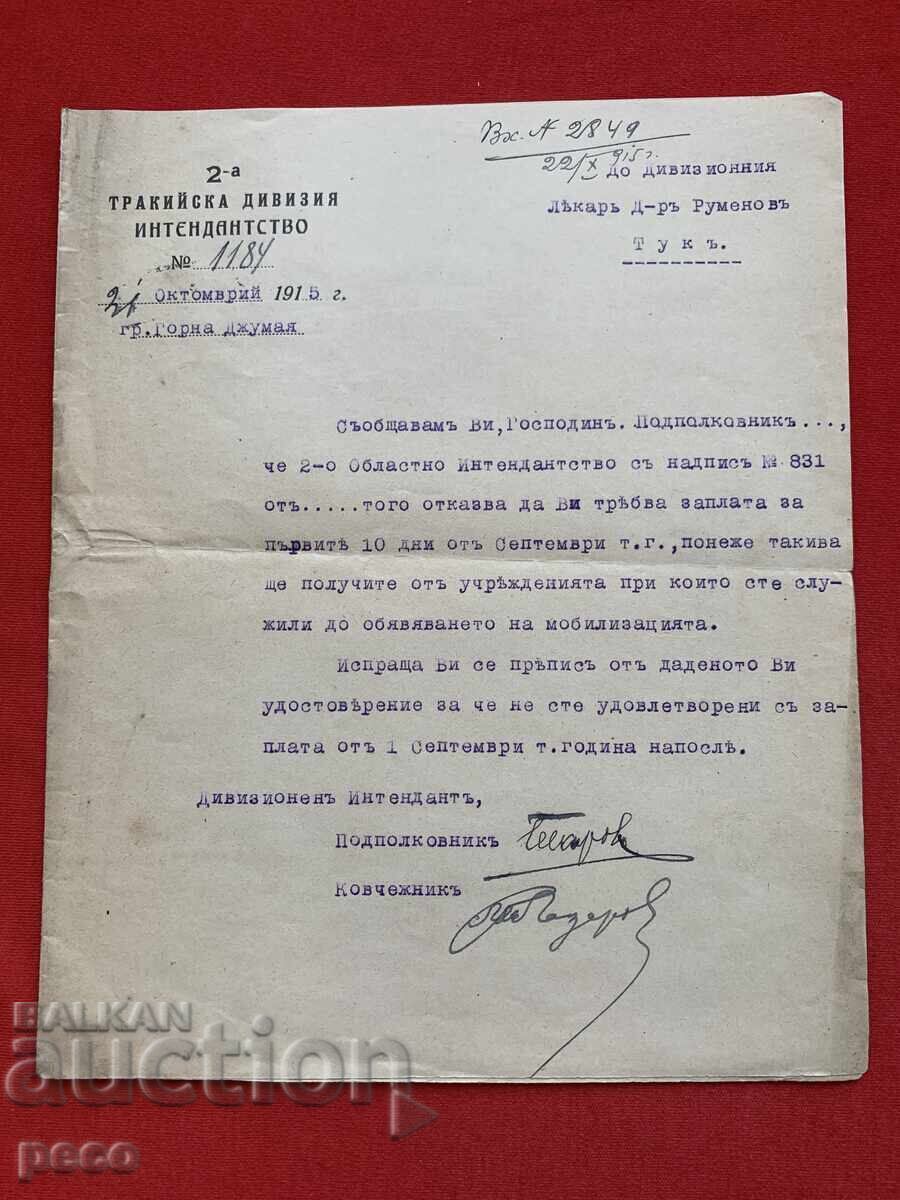 Вх. № 2849
22/X 915 г.
2-а
ТРАКИЙСКА ДИВИЗИЯ
ИНТЕНДАНТСТВО
№ 1184
21 Октомврий 1915 г.
гр.Горна Джумая
До Дивизионния
Лѣкарь Д-ръ Руменовъ
Тукъ.
Съобщавамъ Ви, Господин. Подполковникъ...,
че 2-о Областно Интендантство съ надпись № 831
отъ.....того отказва да Ви трѣбва заплата за
първитѣ 10 дни отъ Септември т.г., понеже такива
ще получите отъ учрѣжденията при които сте слу-
жили до обявяването на мобилизацията.
Испраща Ви се прѣписъ отъ даденото Ви
удостовѣрение за че не сте удовлетворени съ за-
плата отъ 1 Септември т.година напослѣ.
Дивизионенъ Интендантъ,
Подполковникъ
Ковчежникъ
BALKAN
auction
peco